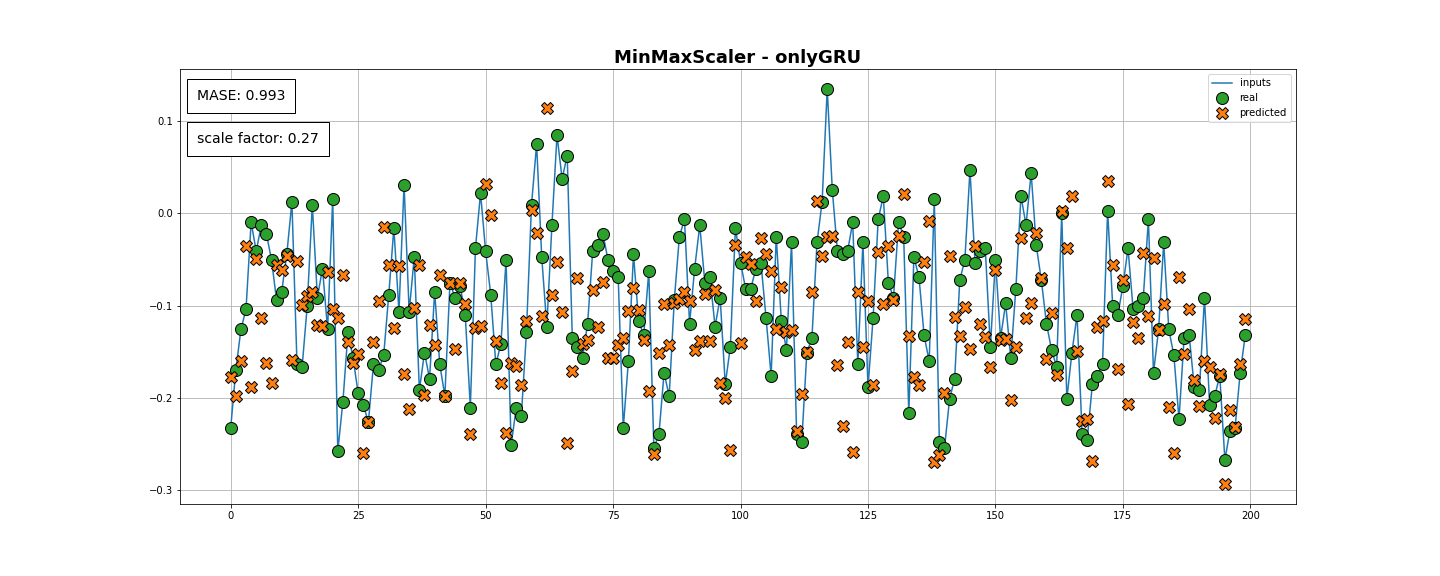 MinMaxScaler - onlyGRU
MASE: 0.993
scale factor: 0.27
inputs
real
predicted
0.1
0.0
−0.1
−0.2
−0.3
0 25 50 75 100 125 150 175 200